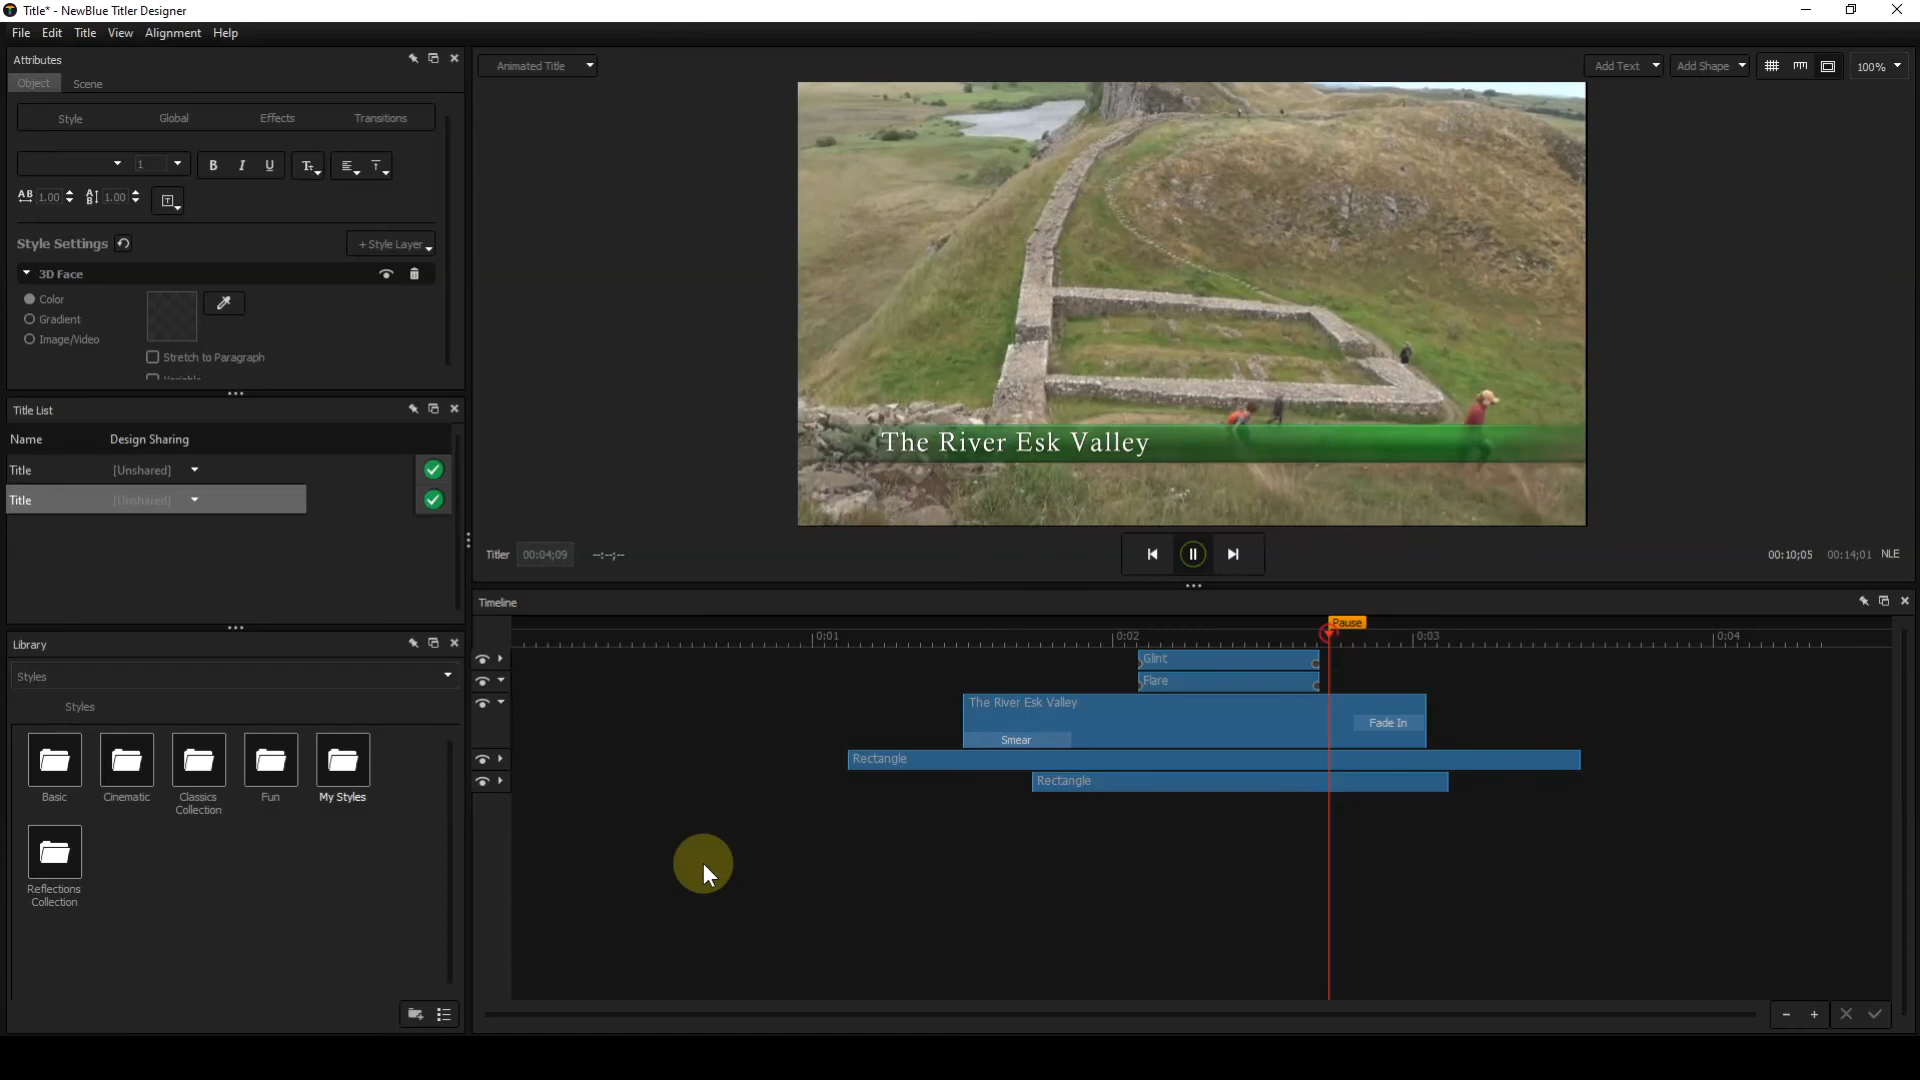 Title* - NewBlue Titler Designer
File Edit Title View Alignment Help
Attributes
Object Scene
Style Global Effects Transitions
1
B I U Tt
AB 1.00 1.00
Style Settings + Style Layer
3D Face
Color
Gradient
Image/Video
Stretch to Paragraph
Variable
Title List
Name Design Sharing
Title [Unshared]
Title [Unshared]
Library
Styles
Styles
Basic Cinematic Classics Collection Fun My Styles
Reflections Collection
Animated Title Add Text Add Shape 100%
The River Esk Valley
Titler 00:04;09 --:--;-- 00:10;05 00:14;01 NLE
Timeline
Pause
0:01 0:02 0:03 0:04
Glint
Flare
The River Esk Valley
Fade In
Smear
Rectangle
Rectangle